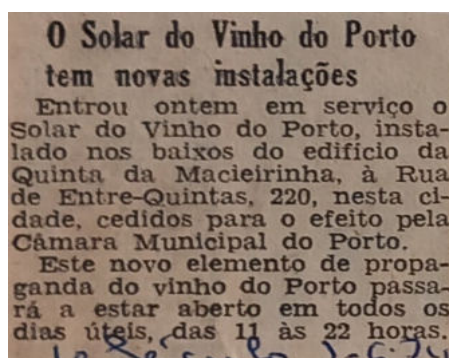 O Solar do Vinho do Porto
tem novas instalações
Entrou ontem em serviço o
Solar do Vinho do Porto, insta-
lado nos baixos do edifício da
Quinta da Macieirinha, à Rua
de Entre-Quintas, 220, nesta ci-
dade, cedidos para o efeito pela
Câmara Municipal do Porto.
Este novo elemento de propa-
ganda do vinho do Porto passa-
rá a estar aberto em todos os
dias úteis, das 11 às 22 horas.